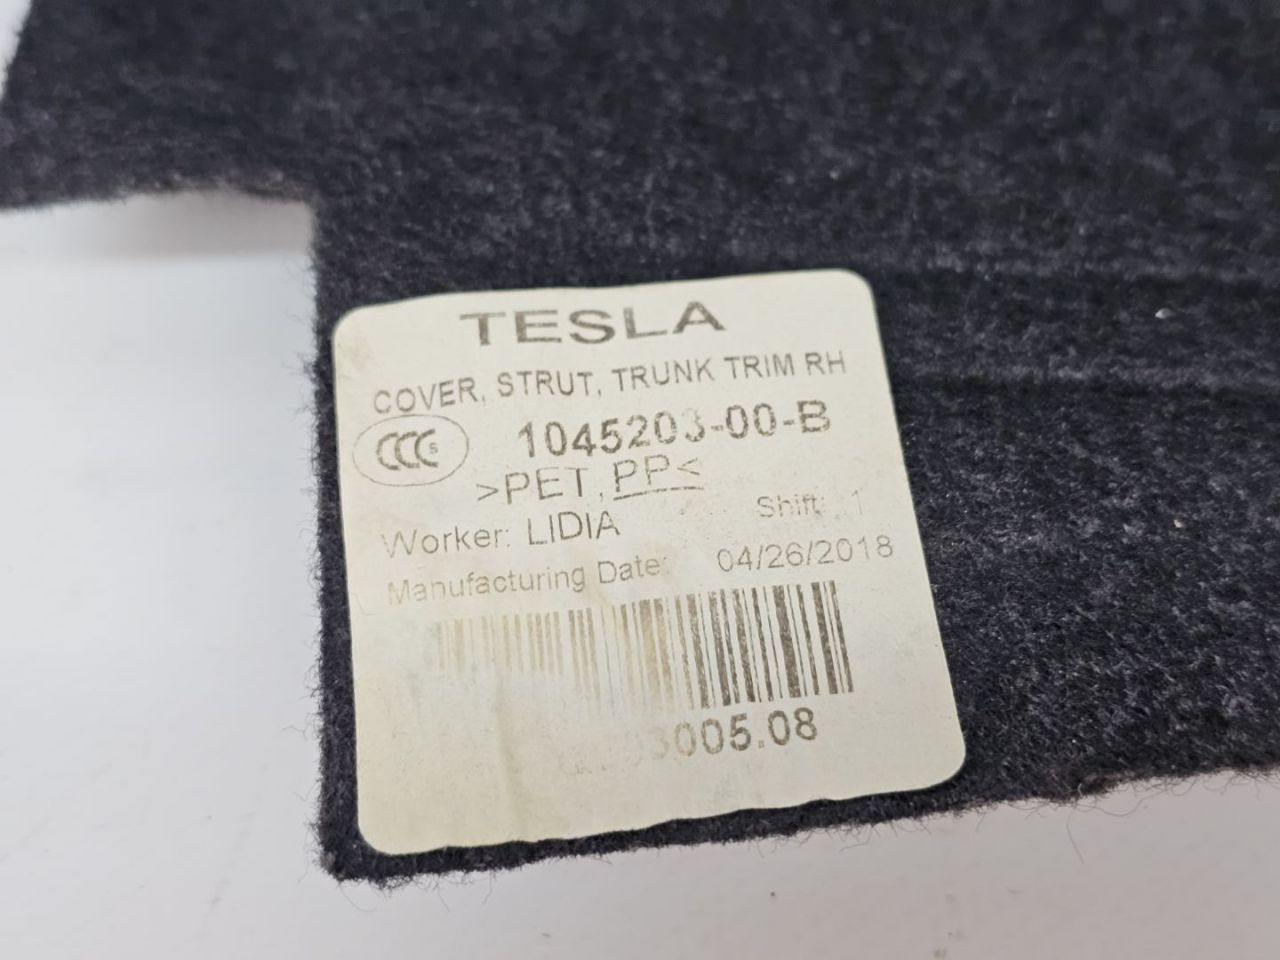 TESLA
COVER, STRUT, TRUNK TRIM RH
CCC S 1045203-00-B
>PET, PP<
Worker: LIDIA Shift: 1
Manufacturing Date: 04/26/2018